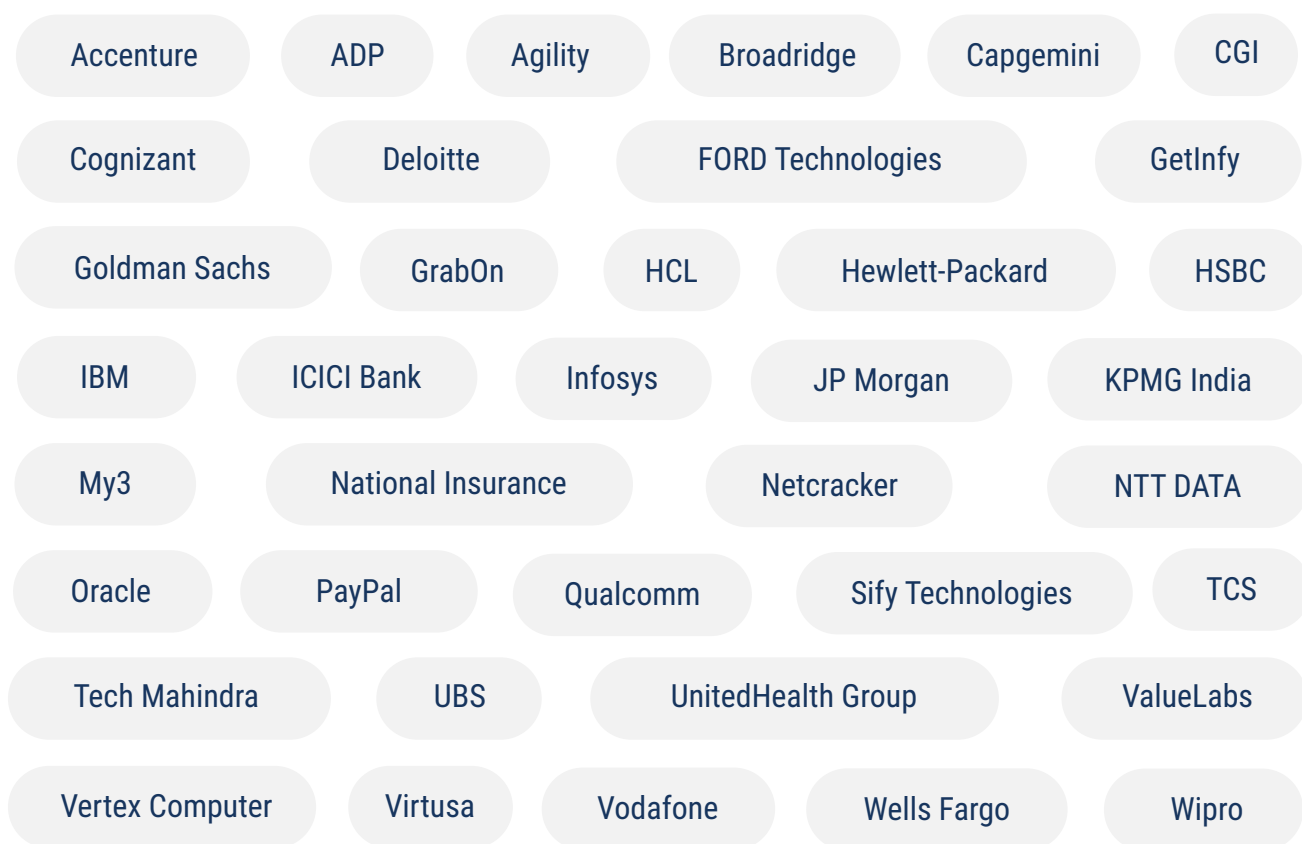 Accenture ADP Agility Broadridge Capgemini CGI
Cognizant Deloitte FORD Technologies GetInfy
Goldman Sachs GrabOn HCL Hewlett-Packard HSBC
IBM ICICI Bank Infosys JP Morgan KPMG India
My3 National Insurance Netcracker NTT DATA
Oracle PayPal Qualcomm Sify Technologies TCS
Tech Mahindra UBS UnitedHealth Group ValueLabs
Vertex Computer Virtusa Vodafone Wells Fargo Wipro